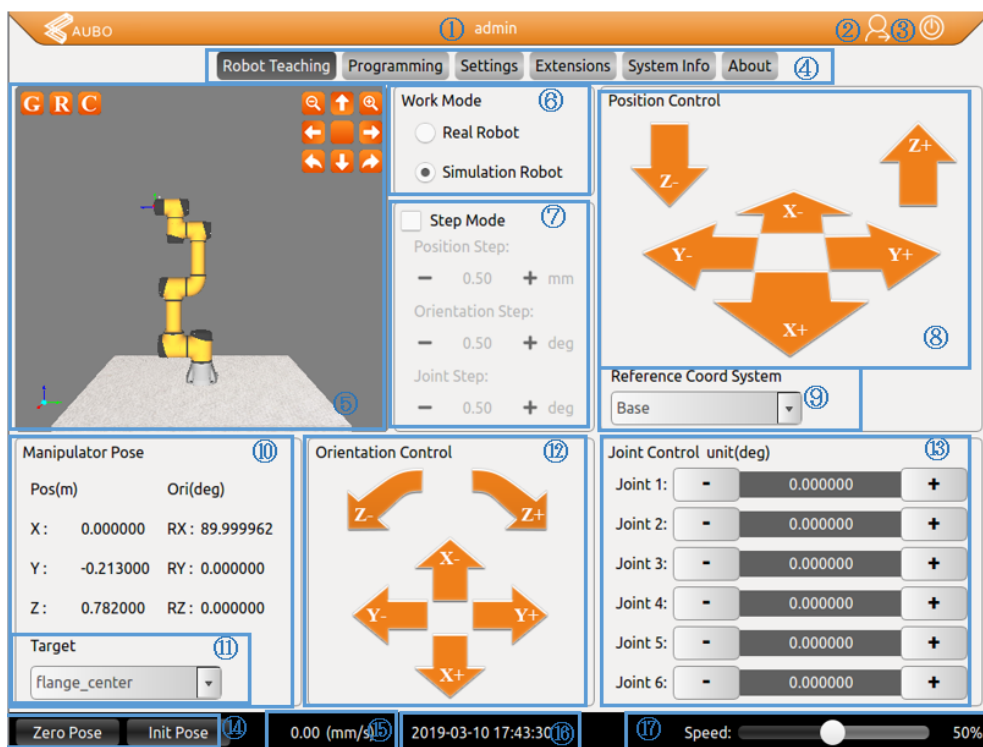 AUBO ① admin ② ③
Robot Teaching Programming Settings Extensions System Info About ④
G R C
⑤
Work Mode ⑥
Real Robot
Simulation Robot
Step Mode ⑦
Position Step:
− 0.50 + mm
Orientation Step:
− 0.50 + deg
Joint Step:
− 0.50 + deg
Position Control
Z- Z+
X-
Y- Y+
X+
⑧
Reference Coord System
Base ⑨
Manipulator Pose ⑩
Pos(m) Ori(deg)
X: 0.000000 RX: 89.999962
Y: -0.213000 RY: 0.000000
Z: 0.782000 RZ: 0.000000
Target ⑪
flange_center
Orientation Control ⑫
Z- Z+
X-
Y- Y+
X+
Joint Control unit(deg) ⑬
Joint 1: - 0.000000 +
Joint 2: - 0.000000 +
Joint 3: - 0.000000 +
Joint 4: - 0.000000 +
Joint 5: - 0.000000 +
Joint 6: - 0.000000 +
Zero Pose Init Pose ⑭ 0.00 (mm/s) ⑮ 2019-03-10 17:43:30 ⑯ ⑰ Speed: 50%